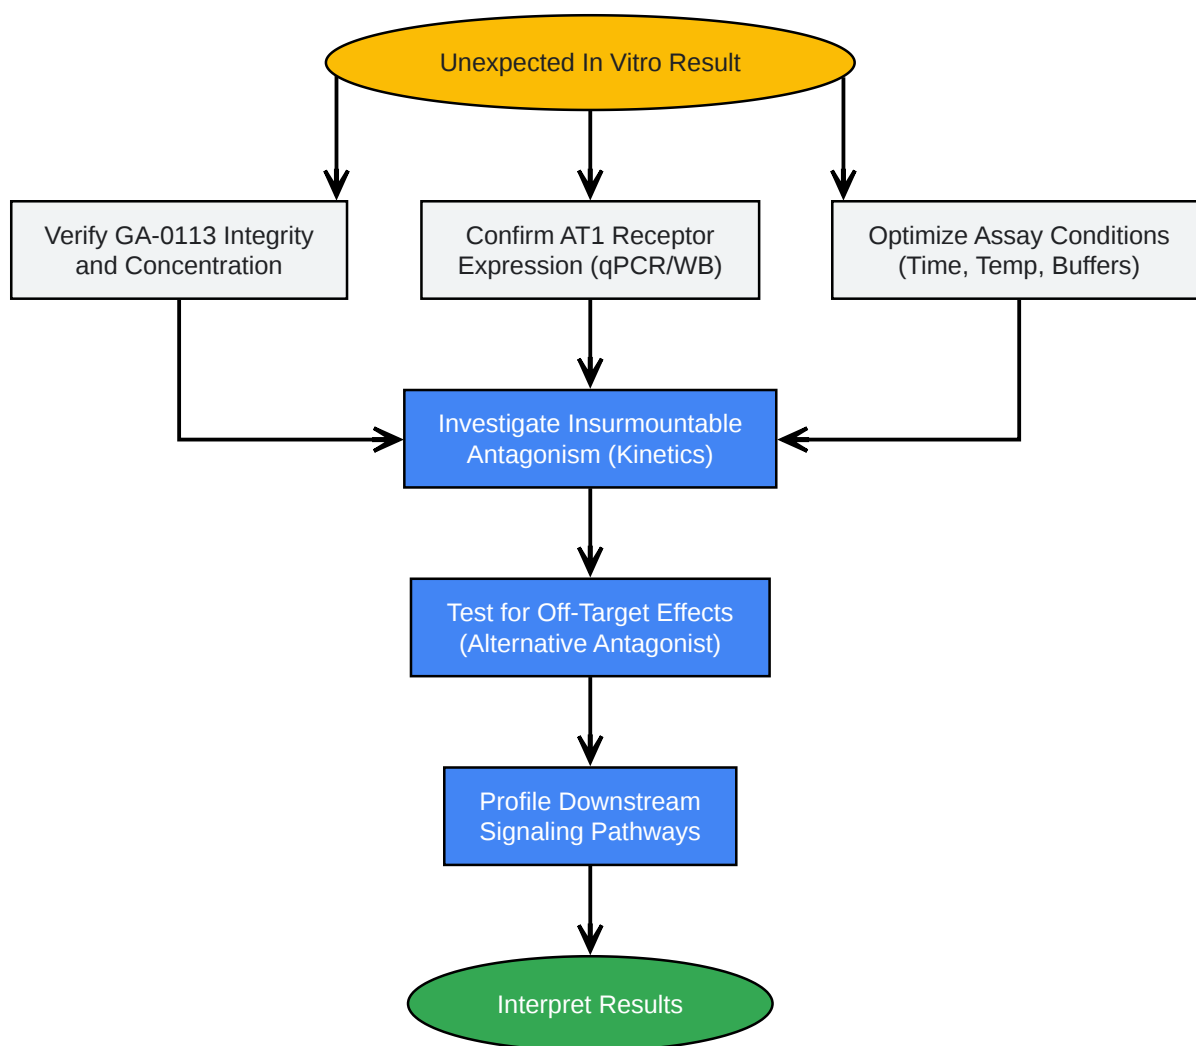 Unexpected In Vitro Result
Verify GA-0113 Integrity
and Concentration
Confirm AT1 Receptor
Expression (qPCR/WB)
Optimize Assay Conditions
(Time, Temp, Buffers)
Investigate Insurmountable
Antagonism (Kinetics)
Test for Off-Target Effects
(Alternative Antagonist)
Profile Downstream
Signaling Pathways
Interpret Results